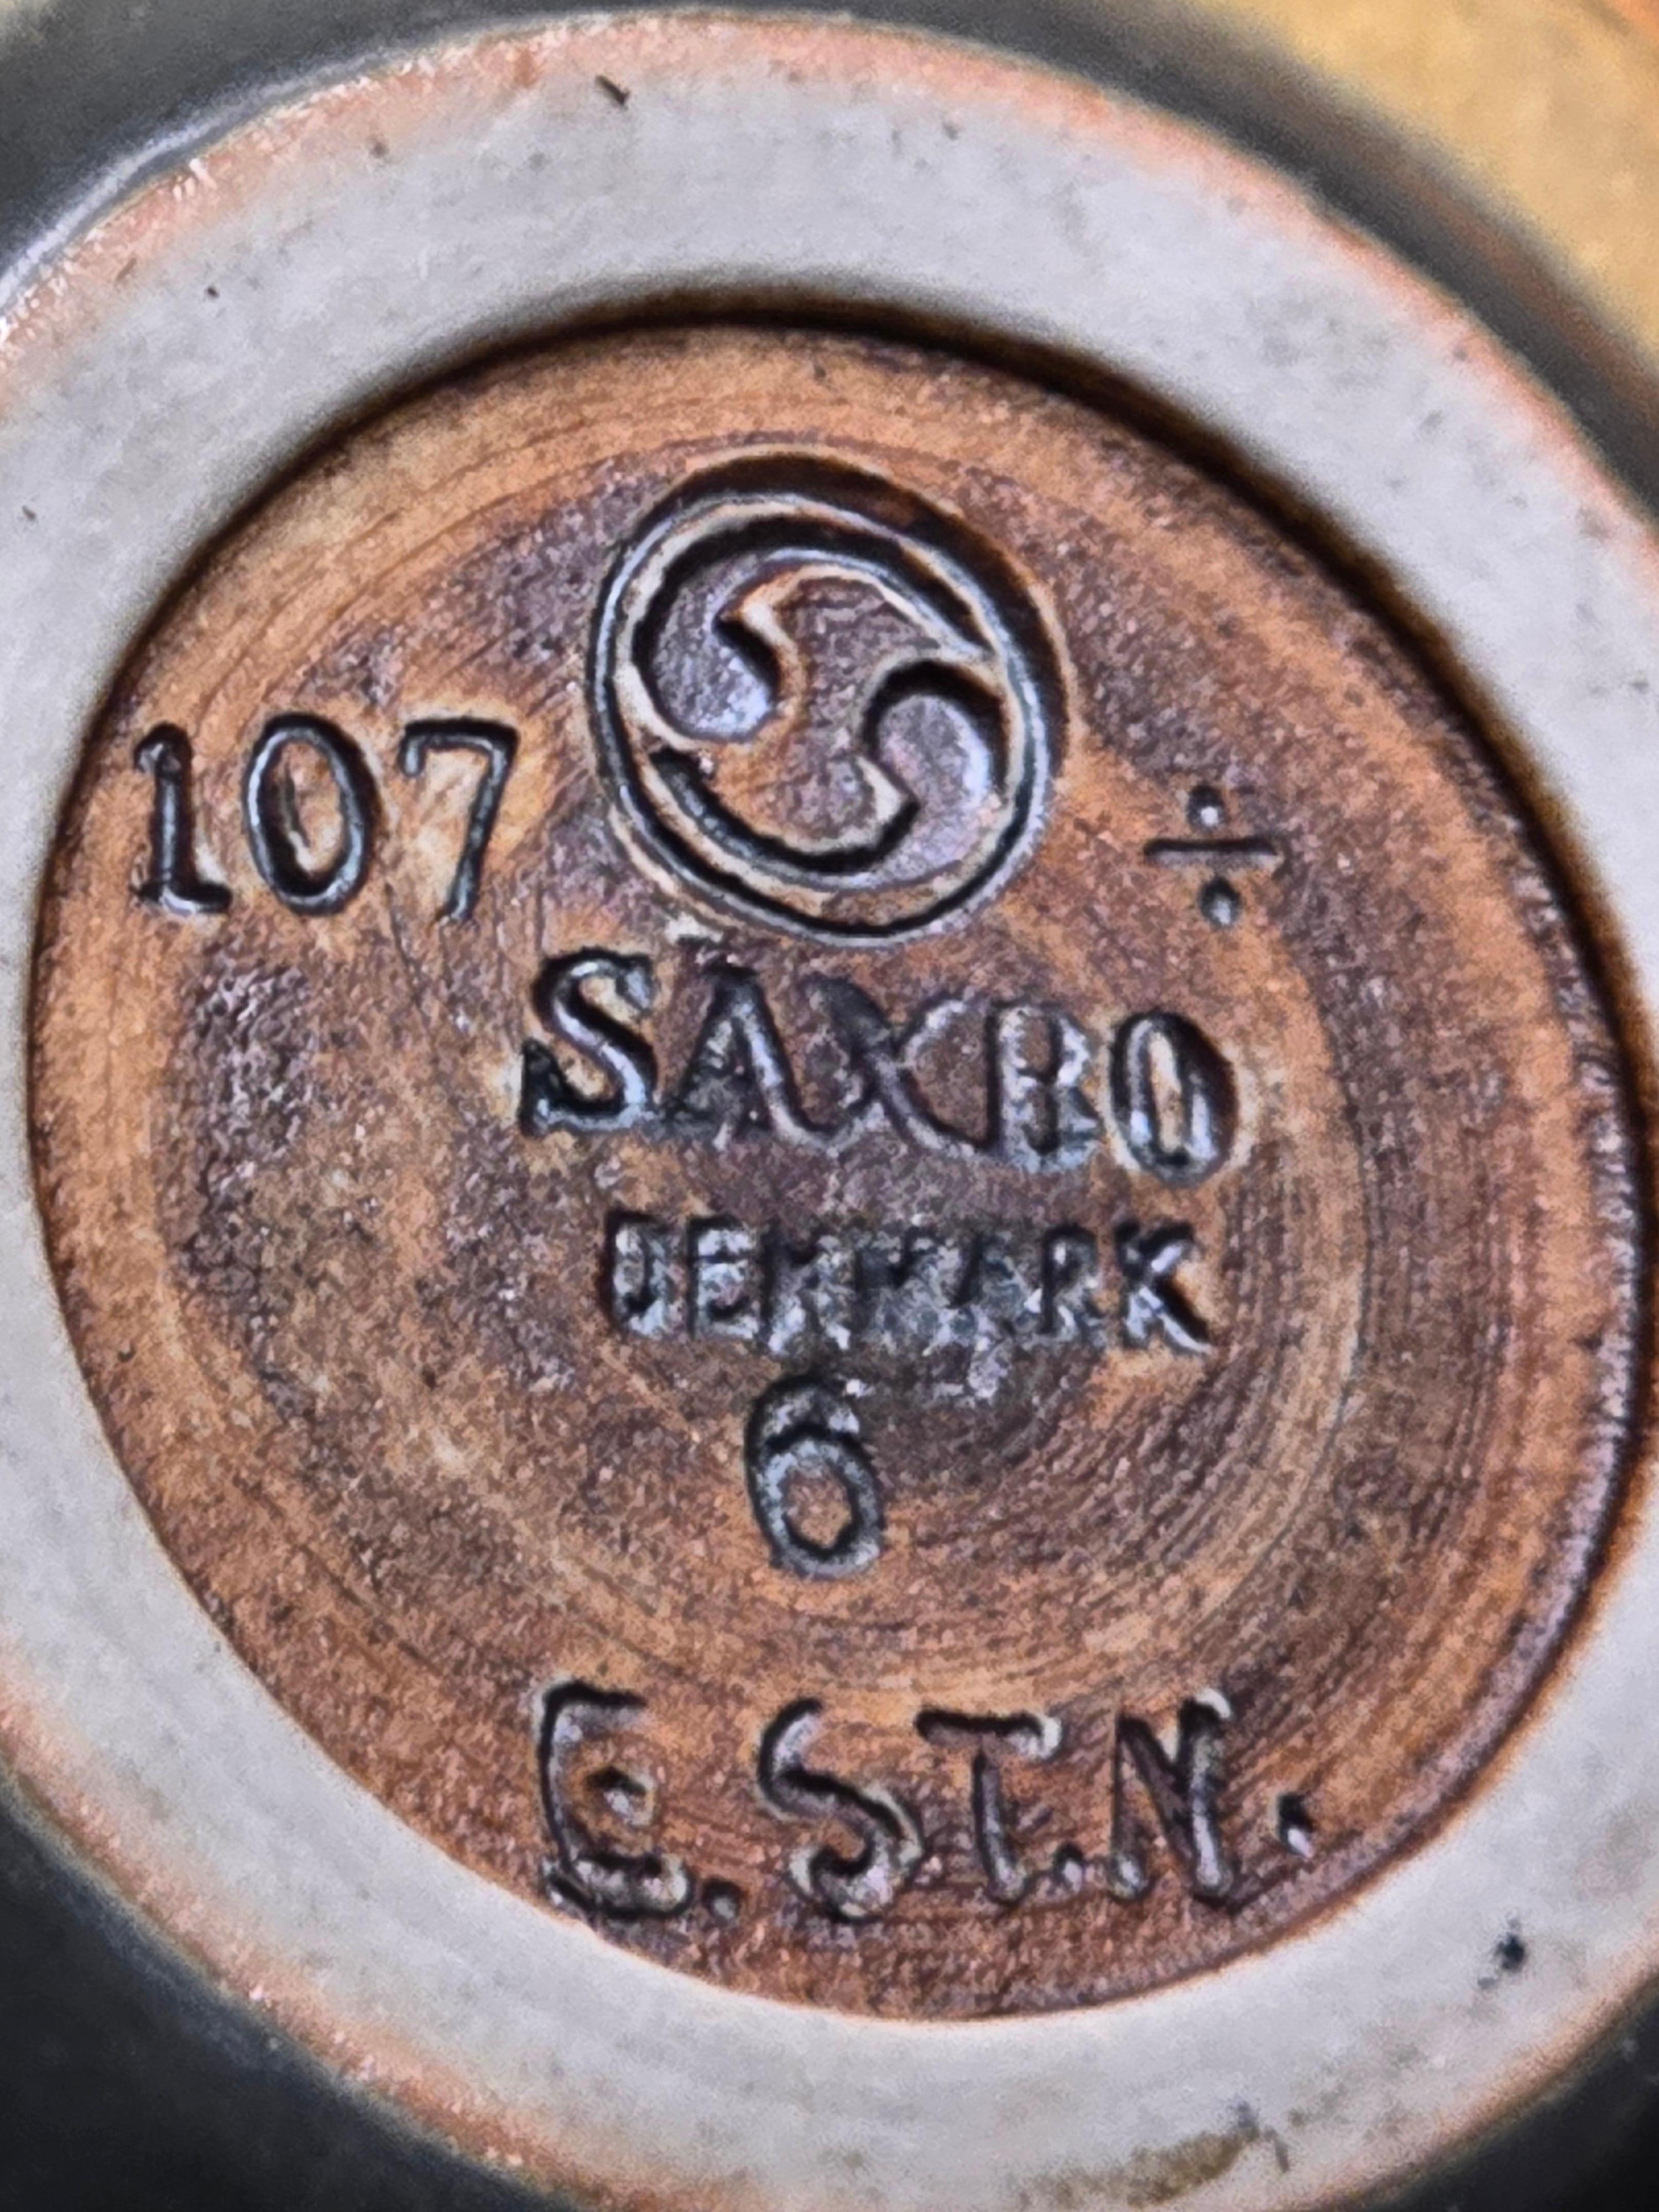 107 ÷
SAXBO
DENMARK
6
E.ST.N.